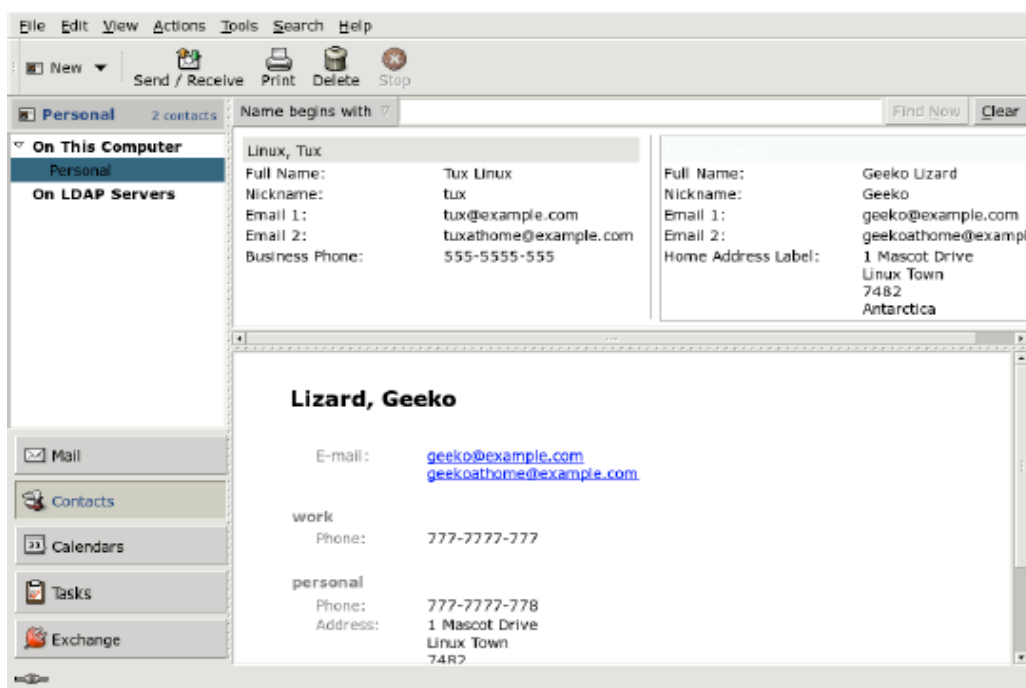 File Edit View Actions Tools Search Help
New Send / Receive Print Delete Stop
Personal 2 contacts Name begins with Find Now Clear
On This Computer
Personal
On LDAP Servers
Linux, Tux
Full Name: Tux Linux
Nickname: tux
Email 1: tux@example.com
Email 2: tuxathome@example.com
Business Phone: 555-5555-555
Full Name: Geeko Lizard
Nickname: Geeko
Email 1: geeko@example.com
Email 2: geekoathome@exampl
Home Address Label: 1 Mascot Drive
Linux Town
7482
Antarctica
Lizard, Geeko
E-mail: geeko@example.com
geekoathome@example.com
work
Phone: 777-7777-777
personal
Phone: 777-7777-778
Address: 1 Mascot Drive
Linux Town
7482
Mail
Contacts
31 Calendars
Tasks
Exchange